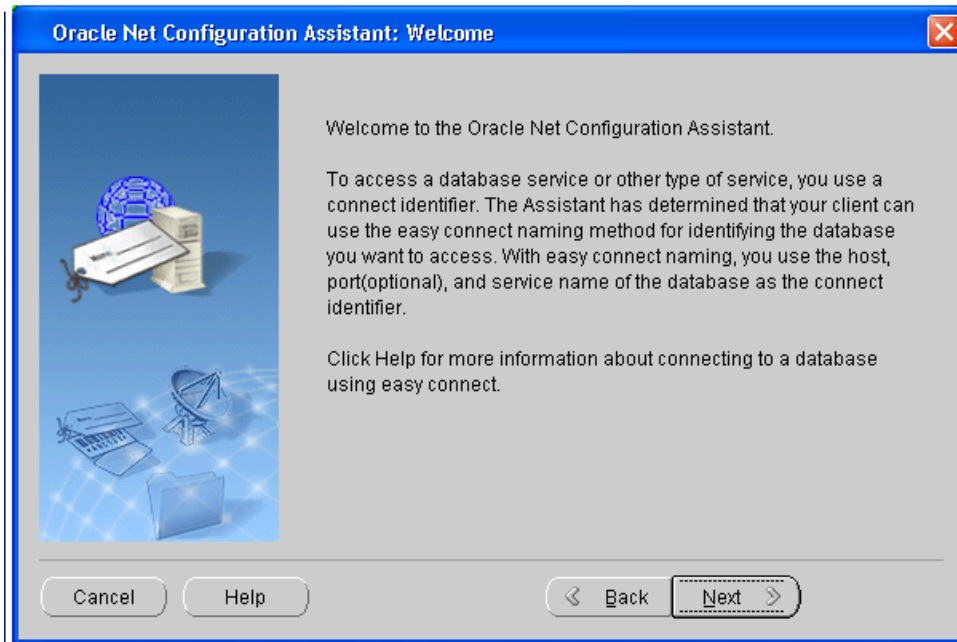 Oracle Net Configuration Assistant: Welcome
Welcome to the Oracle Net Configuration Assistant.
To access a database service or other type of service, you use a
connect identifier. The Assistant has determined that your client can
use the easy connect naming method for identifying the database
you want to access. With easy connect naming, you use the host,
port(optional), and service name of the database as the connect
identifier.
Click Help for more information about connecting to a database
using easy connect.
Cancel
Help
Back
Next